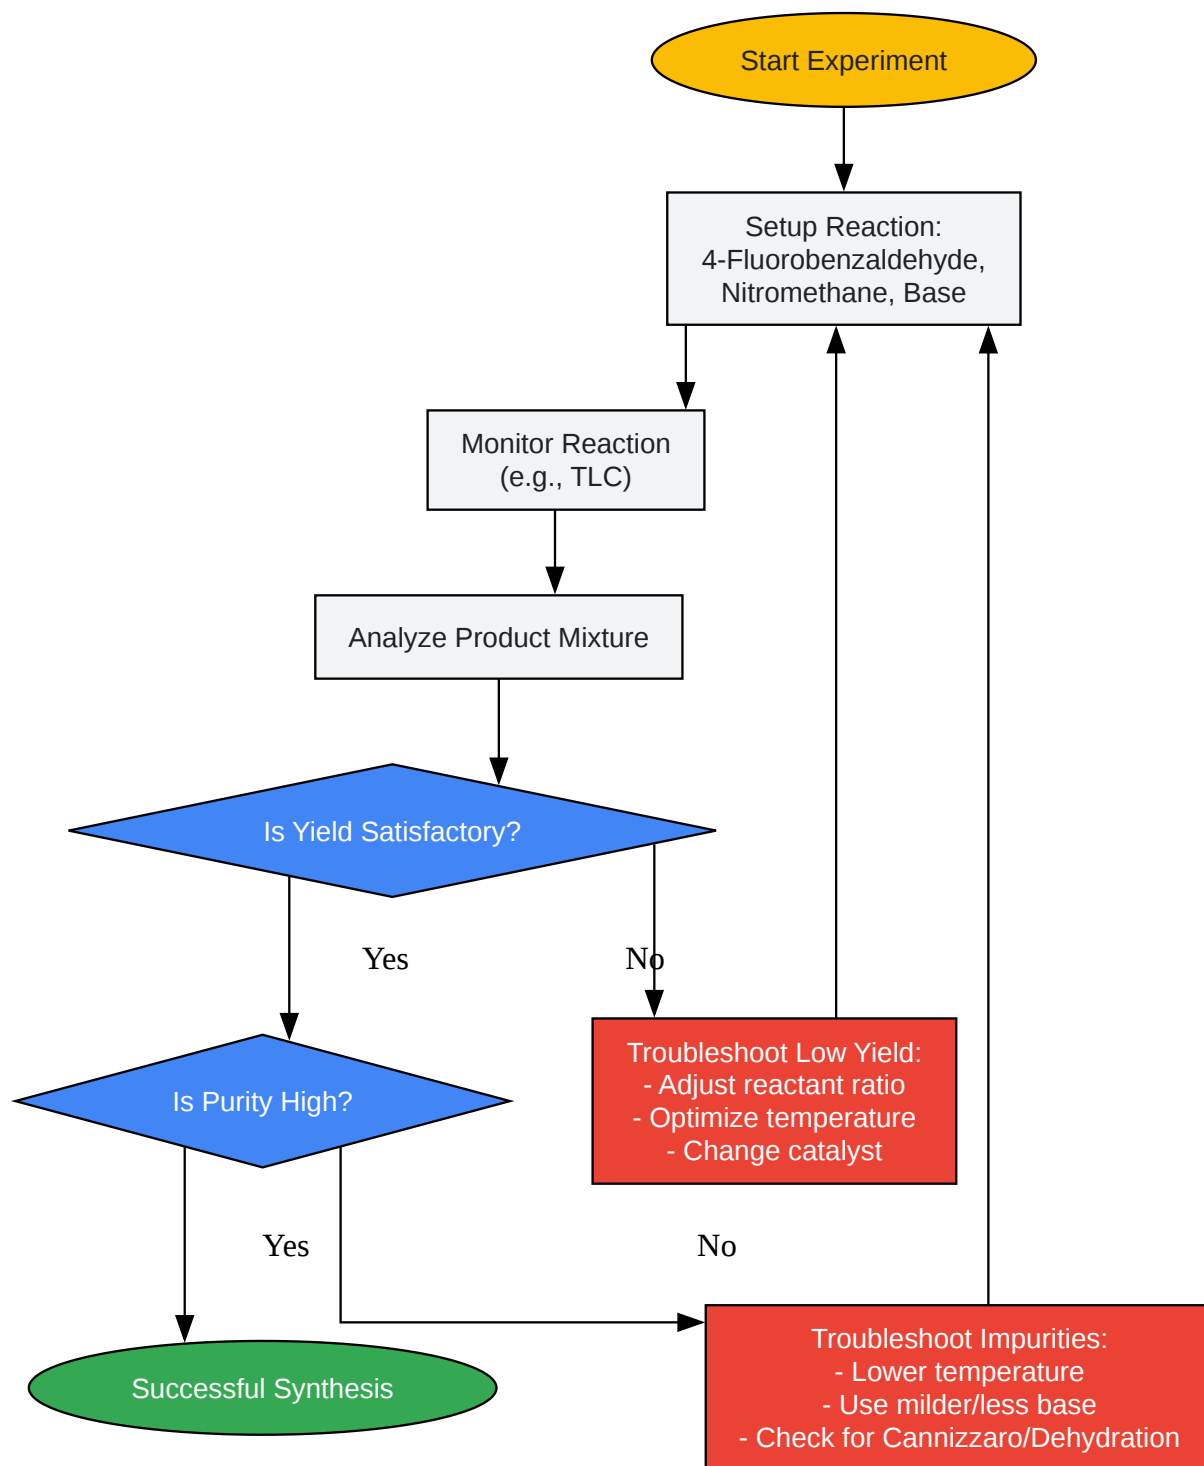 Start Experiment
Setup Reaction:
4-Fluorobenzaldehyde,
Nitromethane, Base
Monitor Reaction
(e.g., TLC)
Analyze Product Mixture
Is Yield Satisfactory?
Yes
No
Is Purity High?
Troubleshoot Low Yield:
- Adjust reactant ratio
- Optimize temperature
- Change catalyst
Yes
No
Successful Synthesis
Troubleshoot Impurities:
- Lower temperature
- Use milder/less base
- Check for Cannizzaro/Dehydration